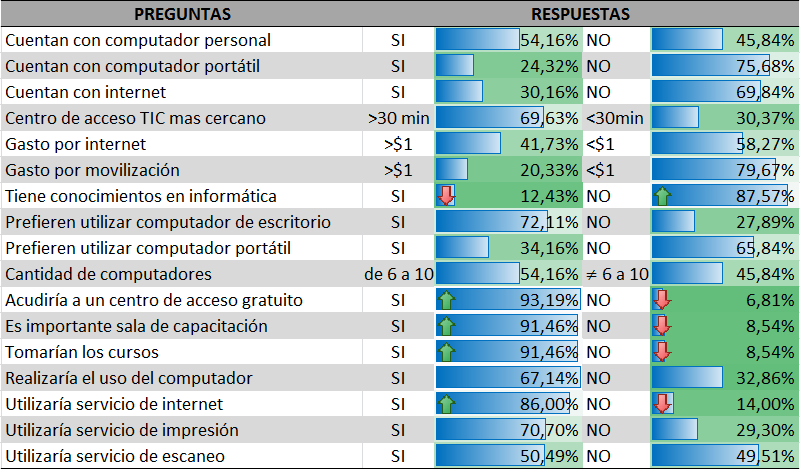 PREGUNTAS RESPUESTAS
Cuentan con computador personal SI 54,16% NO 45,84%
Cuentan con computador portátil SI 24,32% NO 75,68%
Cuentan con internet SI 30,16% NO 69,84%
Centro de acceso TIC mas cercano >30 min 69,63% <30min 30,37%
Gasto por internet >$1 41,73% <$1 58,27%
Gasto por movilización >$1 20,33% <$1 79,67%
Tiene conocimientos en informática SI 12,43% NO 87,57%
Prefieren utilizar computador de escritorio SI 72,11% NO 27,89%
Prefieren utilizar computador portátil SI 34,16% NO 65,84%
Cantidad de computadores de 6 a 10 54,16% ≠ 6 a 10 45,84%
Acudiría a un centro de acceso gratuito SI 93,19% NO 6,81%
Es importante sala de capacitación SI 91,46% NO 8,54%
Tomarían los cursos SI 91,46% NO 8,54%
Realizaría el uso del computador SI 67,14% NO 32,86%
Utilizaría servicio de internet SI 86,00% NO 14,00%
Utilizaría servicio de impresión SI 70,70% NO 29,30%
Utilizaría servicio de escaneo SI 50,49% NO 49,51%